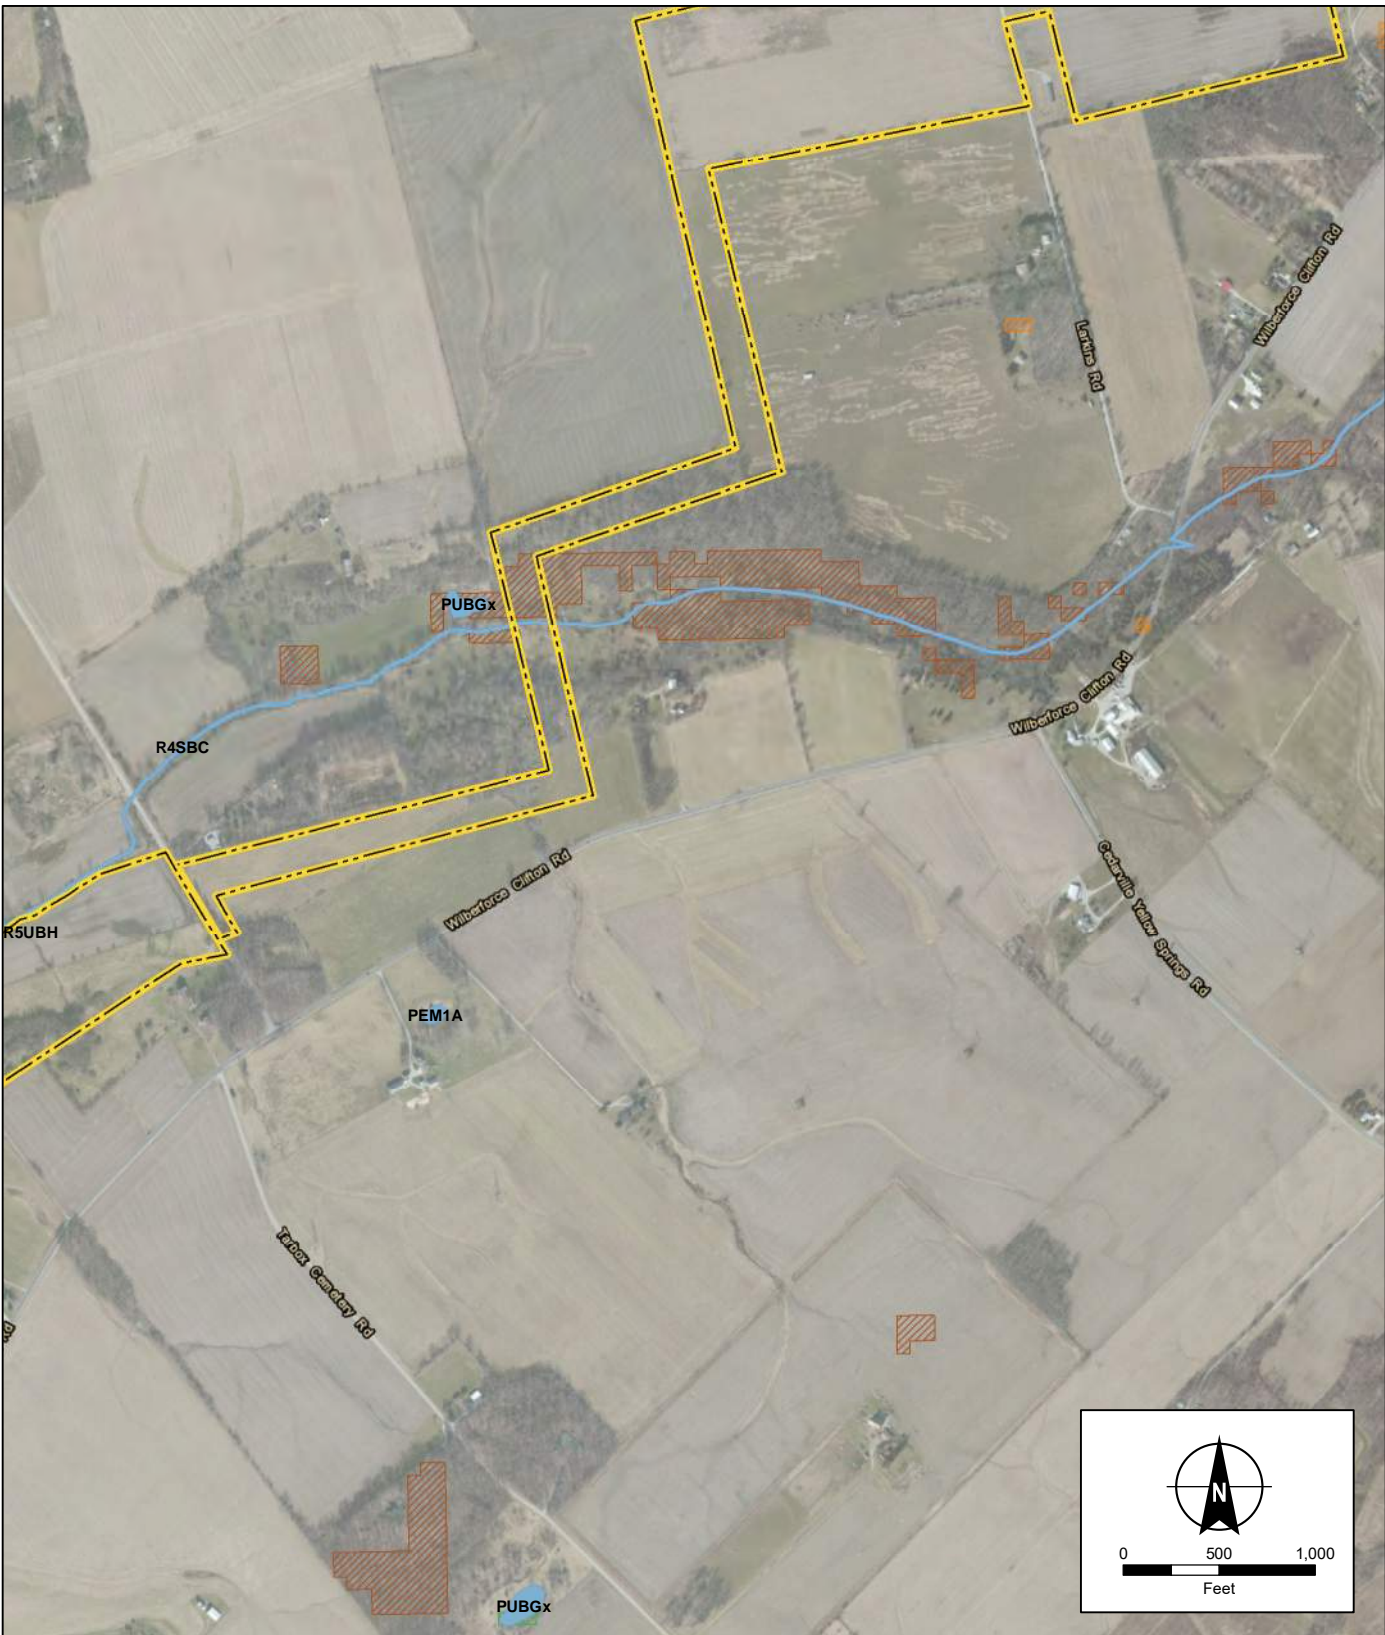 Wilberforce Clifton Rd
Larkins Rd
PUBGx
R4SBC
Wilberforce Clifton Rd
Wilberforce Clifton Rd
Cedarville Yellow Springs Rd
R5UBH
PEM1A
Tarbox Cemetery Rd
Rd
N
0 500 1,000
Feet
PUBGx